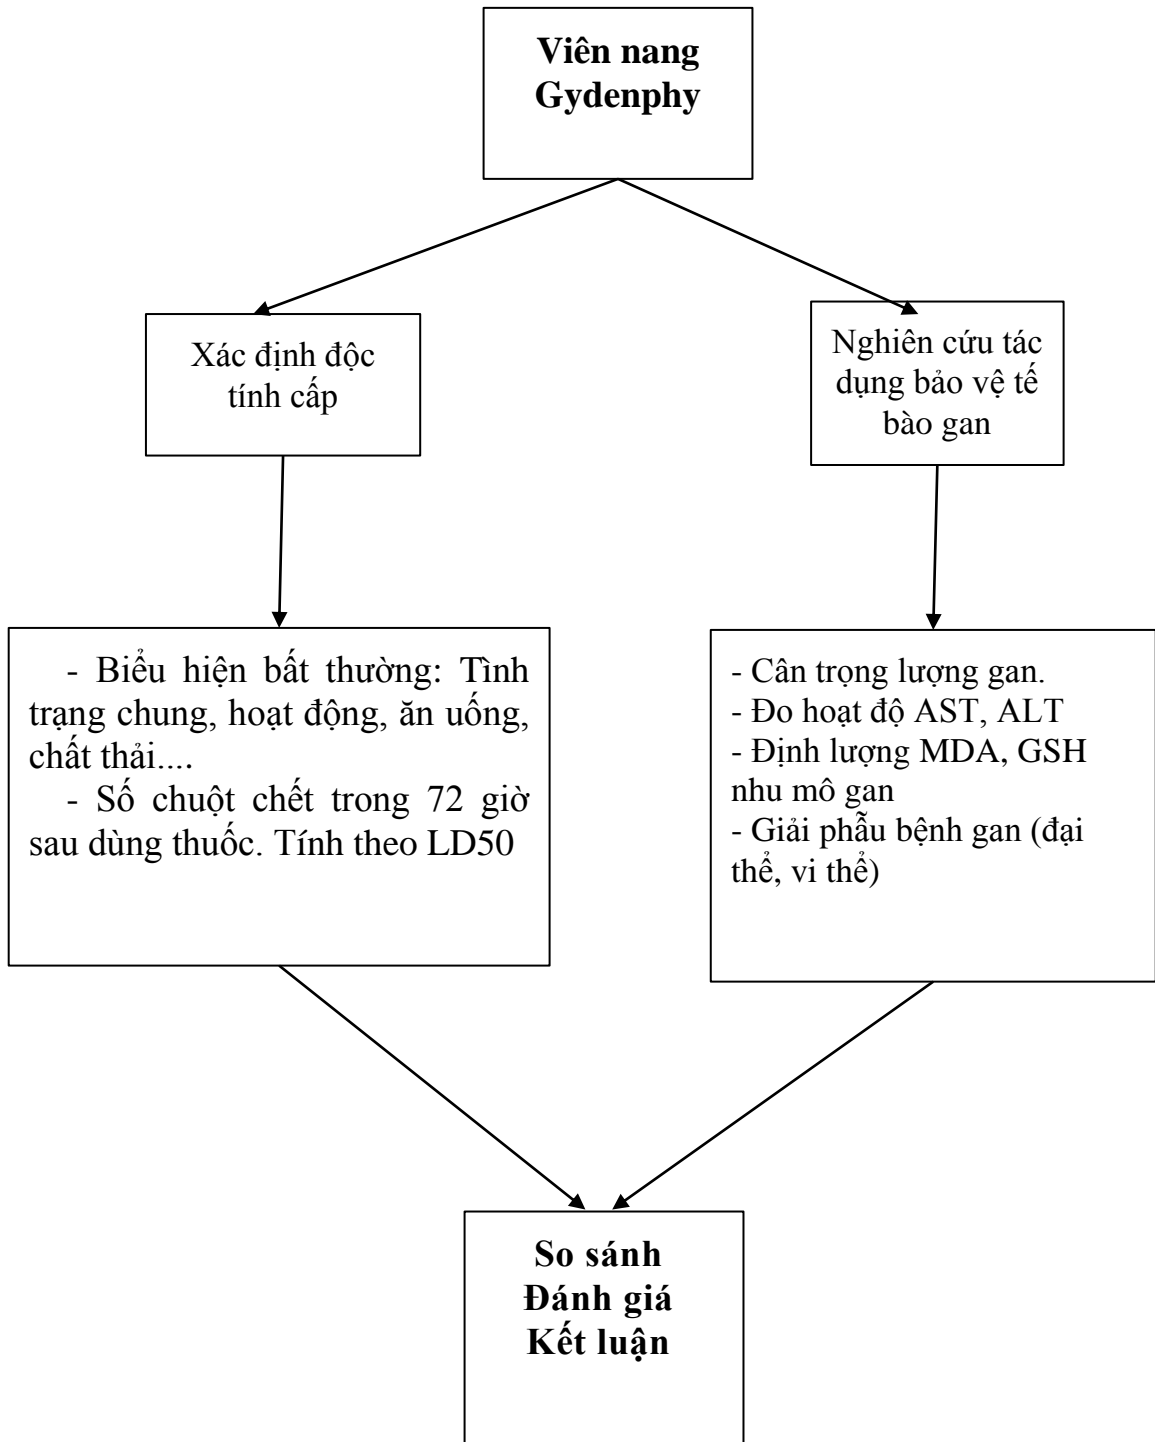 Viên nang
Gydenphy
Xác định độc
tính cấp
Nghiên cứu tác
dụng bảo vệ tế
bào gan
- Biểu hiện bất thường: Tình
trạng chung, hoạt động, ăn uống,
chất thải....
- Số chuột chết trong 72 giờ
sau dùng thuốc. Tính theo LD50
- Cân trọng lượng gan.
- Đo hoạt độ AST, ALT
- Định lượng MDA, GSH
nhu mô gan
- Giải phẫu bệnh gan (đại
thể, vi thể)
So sánh
Đánh giá
Kết luận